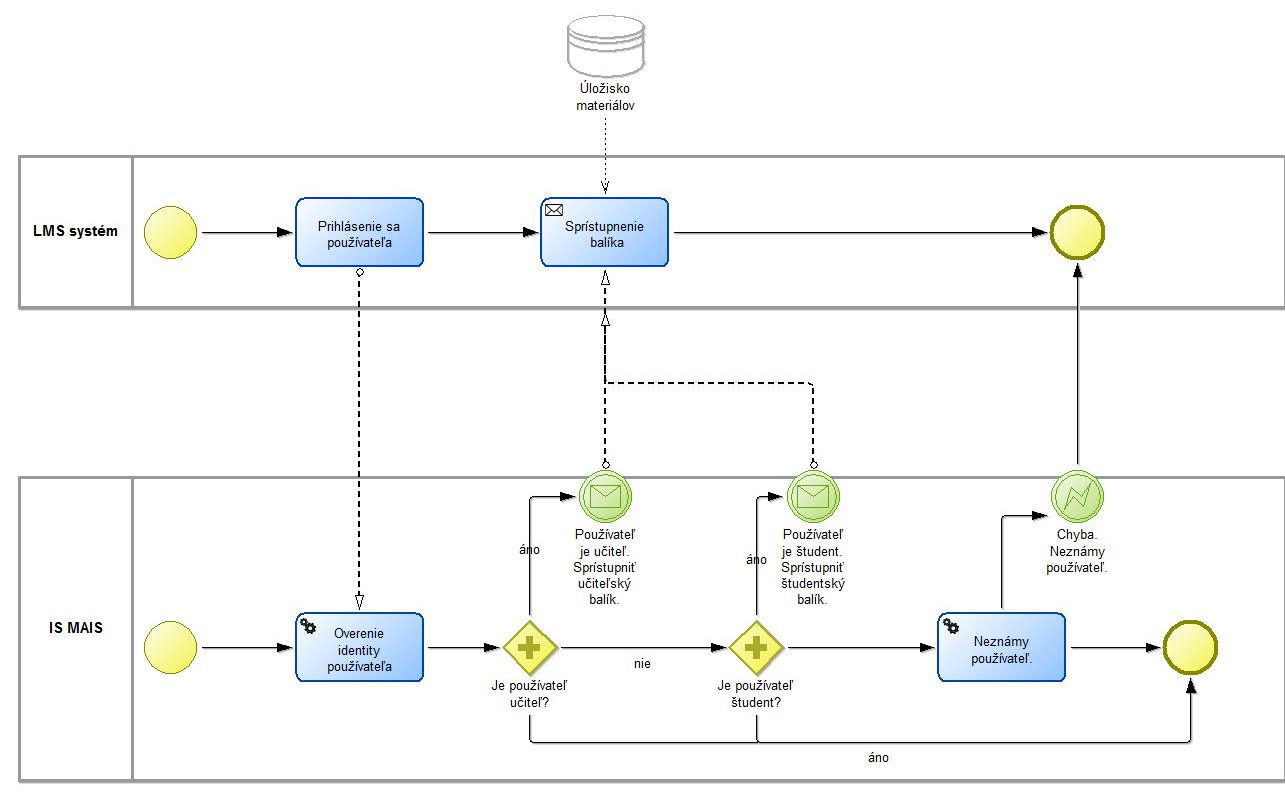 Úložisko
materiálov
LMS systém
Prihlásenie sa
používateľa
Sprístupnenie
balíka
IS MAIS
Overenie
identity
používateľa
Je používateľ
učiteľ?
áno
nie
Používateľ
je učiteľ.
Sprístupniť
učiteľský
balík.
Je používateľ
študent?
áno
Používateľ
je študent.
Sprístupniť
študentský
balík.
Neznámy
používateľ.
Chyba.
Neznámy
používateľ.
áno